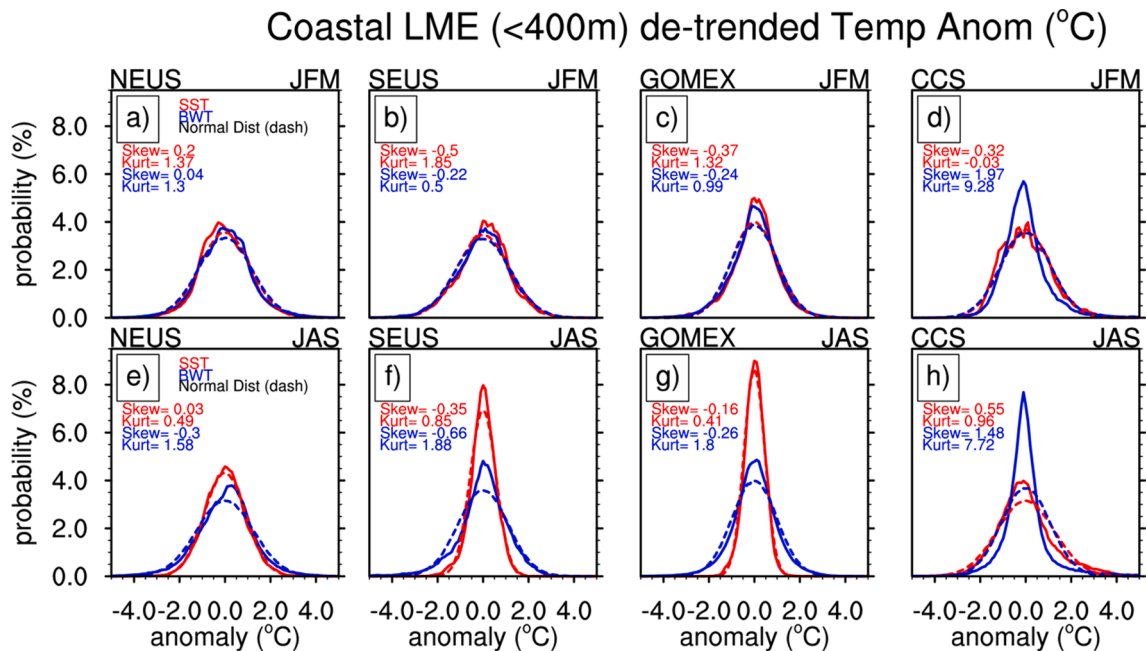 Coastal LME (<400m) de-trended Temp Anom (°C)
NEUS JFM
a)
SST
BWT
Normal Dist (dash)
Skew= 0.2
Kurt= 1.37
Skew= 0.04
Kurt= 1.3
SEUS JFM
b)
Skew= -0.5
Kurt= 1.85
Skew= -0.22
Kurt= 0.5
GOMEX JFM
c)
Skew= -0.37
Kurt= 1.32
Skew= -0.24
Kurt= 0.99
CCS JFM
d)
Skew= 0.32
Kurt= -0.03
Skew= 1.97
Kurt= 9.28
probability (%)
8.0
6.0
4.0
2.0
0.0
NEUS JAS
e)
SST
BWT
Normal Dist (dash)
Skew= 0.03
Kurt= 0.49
Skew= -0.3
Kurt= 1.58
SEUS JAS
f)
Skew= -0.35
Kurt= 0.85
Skew= -0.66
Kurt= 1.88
GOMEX JAS
g)
Skew= -0.16
Kurt= 0.41
Skew= -0.26
Kurt= 1.8
CCS JAS
h)
Skew= 0.55
Kurt= 0.96
Skew= 1.48
Kurt= 7.72
probability (%)
8.0
6.0
4.0
2.0
0.0
-4.0 -2.0 0.0 2.0 4.0
anomaly (°C)
-4.0 -2.0 0.0 2.0 4.0
anomaly (°C)
-4.0 -2.0 0.0 2.0 4.0
anomaly (°C)
-4.0 -2.0 0.0 2.0 4.0
anomaly (°C)